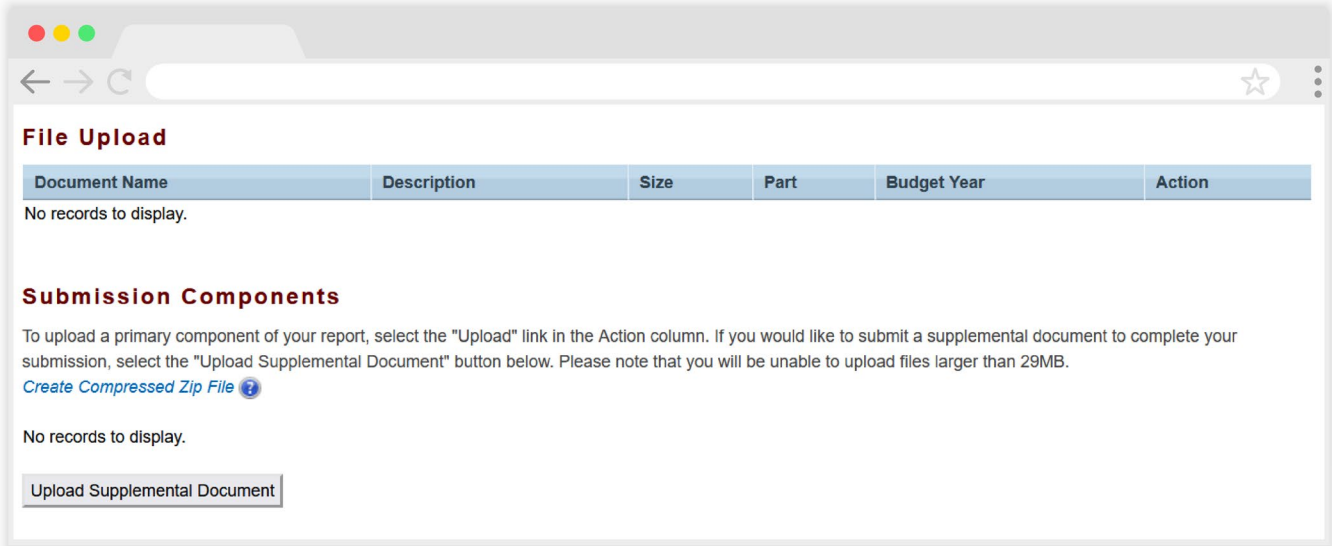 File Upload
Document Name Description Size Part Budget Year Action
No records to display.
Submission Components
To upload a primary component of your report, select the "Upload" link in the Action column. If you would like to submit a supplemental document to complete your
submission, select the "Upload Supplemental Document" button below. Please note that you will be unable to upload files larger than 29MB.
Create Compressed Zip File ?
No records to display.
Upload Supplemental Document